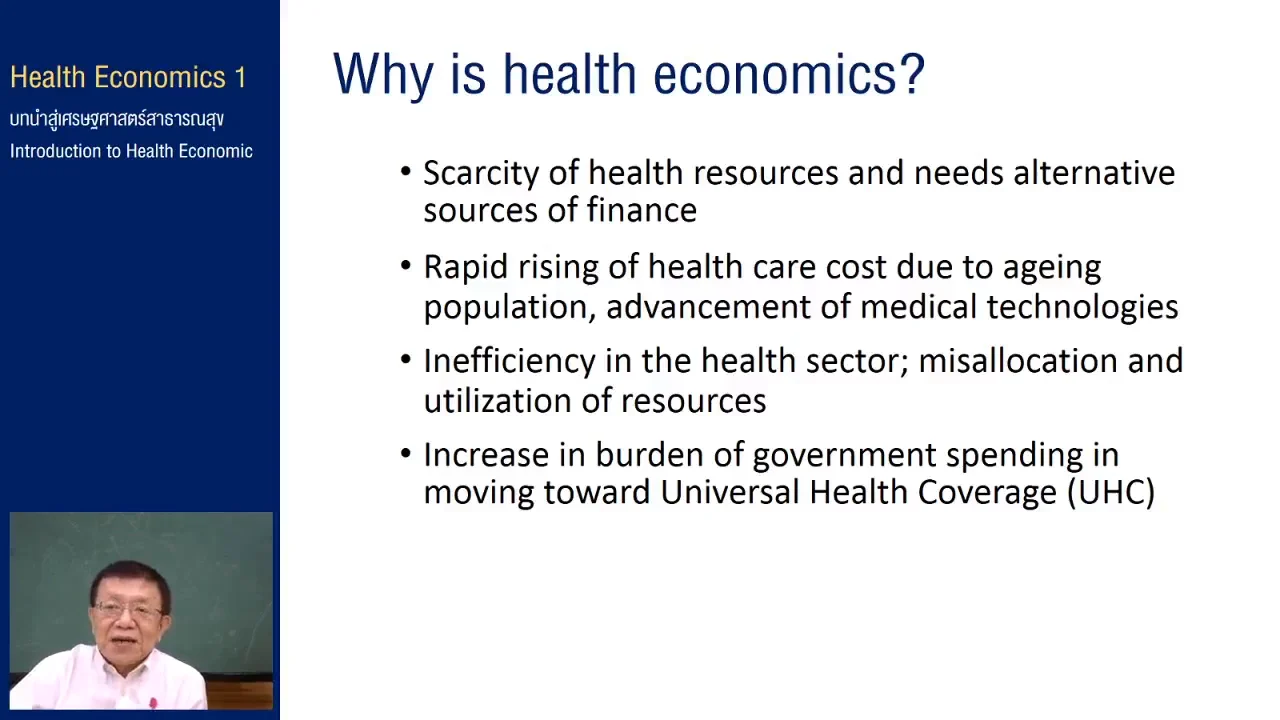 Health Economics 1
บทนำสู่เศรษฐศาสตร์สาธารณสุข
Introduction to Health Economic
Why is health economics?
• Scarcity of health resources and needs alternative
sources of finance
• Rapid rising of health care cost due to ageing
population, advancement of medical technologies
• Inefficiency in the health sector; misallocation and
utilization of resources
• Increase in burden of government spending in
moving toward Universal Health Coverage (UHC)